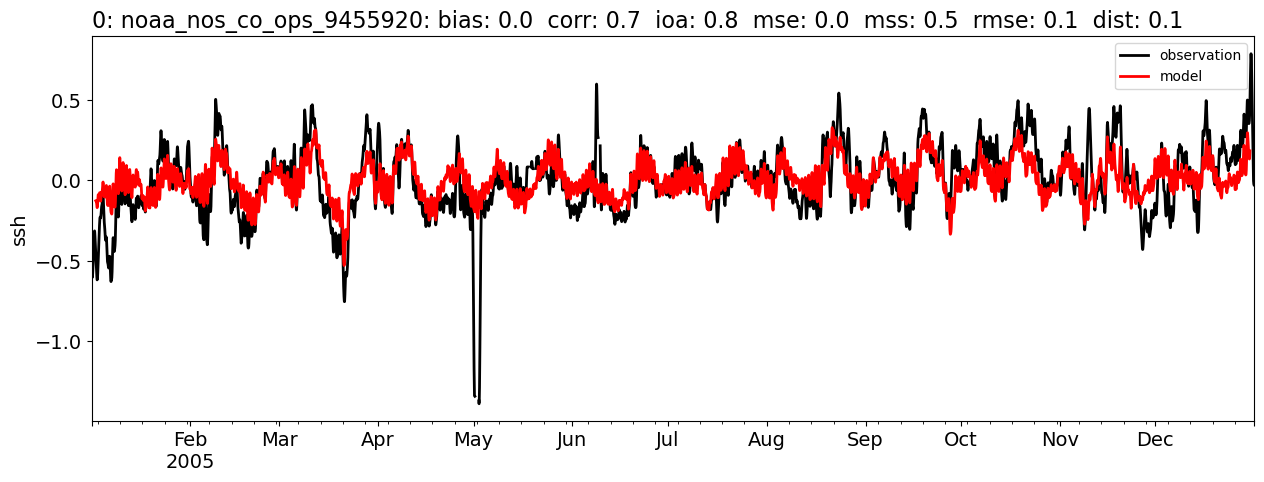 0: noaa_nos_co_ops_9455920: bias: 0.0  corr: 0.7  ioa: 0.8  mse: 0.0  mss: 0.5  rmse: 0.1  dist: 0.1
observation
model
0.5
0.0
−0.5
−1.0
ssh
Feb Mar Apr May Jun Jul Aug Sep Oct Nov Dec
2005